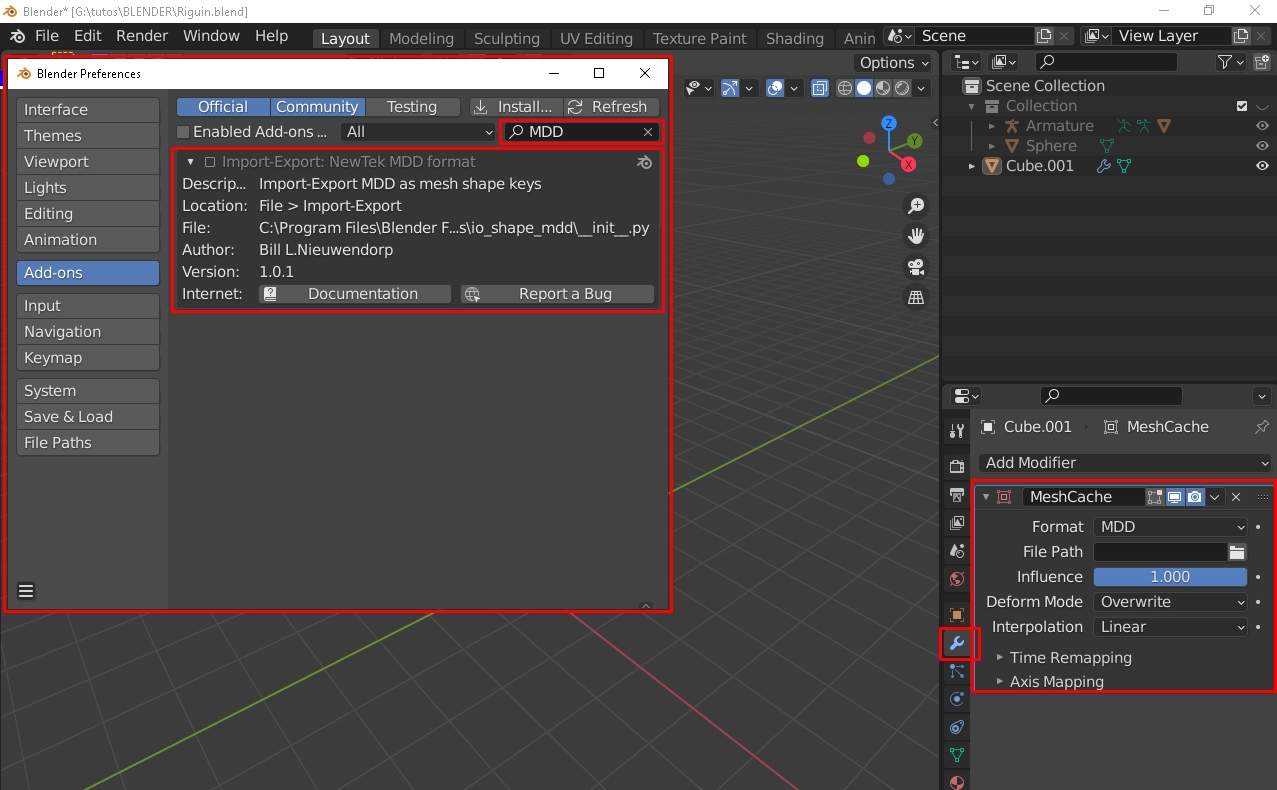 Blender* [G:\tutos\BLENDER\Riguin.blend]
File Edit Render Window Help Layout Modeling Sculpting UV Editing Texture Paint Shading Anin Scene View Layer
Options
Blender Preferences
Interface
Themes
Viewport
Lights
Editing
Animation
Add-ons
Input
Navigation
Keymap
System
Save & Load
File Paths
Official Community Testing Install... Refresh
Enabled Add-ons ... All MDD
Import-Export: NewTek MDD format
Descrip... Import-Export MDD as mesh shape keys
Location: File > Import-Export
File: C:\Program Files\Blender F...s\io_shape_mdd\__init__.py
Author: Bill L.Nieuwendorp
Version: 1.0.1
Internet: Documentation Report a Bug
Z
Y
X
Scene Collection
Collection
Armature
Sphere
Cube.001
Cube.001 MeshCache
Add Modifier
MeshCache
Format MDD
File Path
Influence 1.000
Deform Mode Overwrite
Interpolation Linear
Time Remapping
Axis Mapping